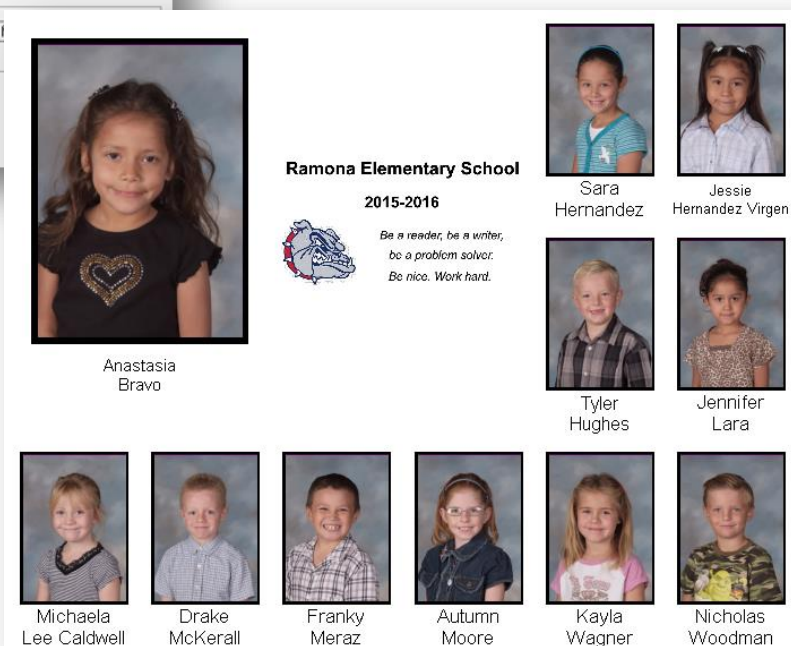 Ramona Elementary School
2015-2016
Be a reader, be a writer,
be a problem solver.
Be nice. Work hard.
Anastasia
Bravo
Sara
Hernandez
Jessie
Hernandez Virgen
Tyler
Hughes
Jennifer
Lara
Michaela
Lee Caldwell
Drake
McKerall
Franky
Meraz
Autumn
Moore
Kayla
Wagner
Nicholas
Woodman